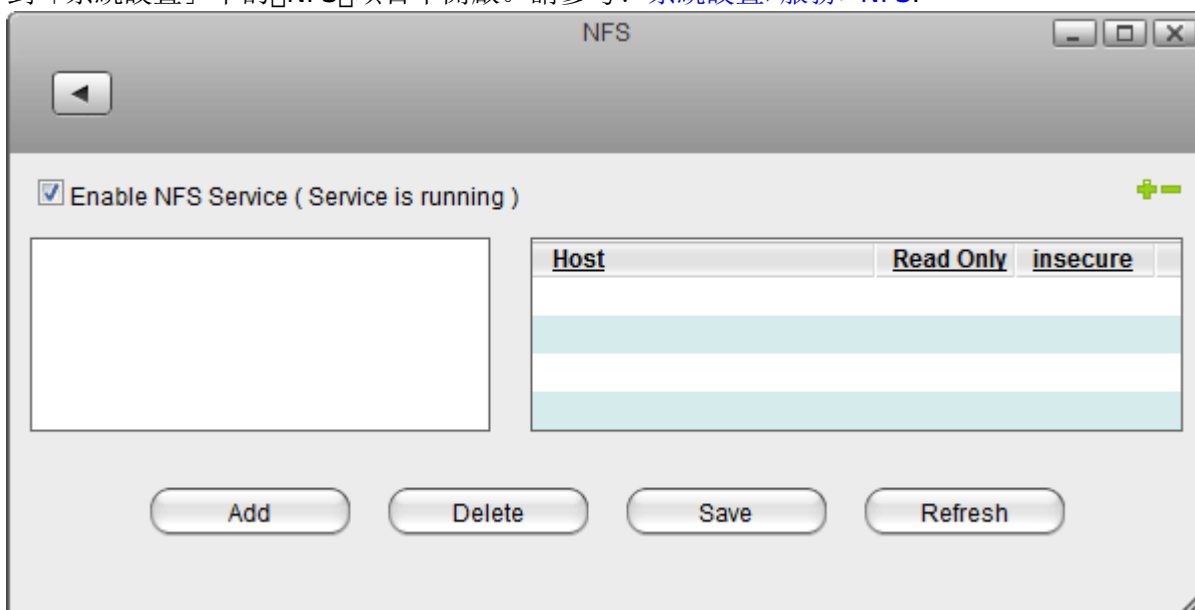 NFS
Enable NFS Service ( Service is running )
Host Read Only insecure
Add Delete Save Refresh